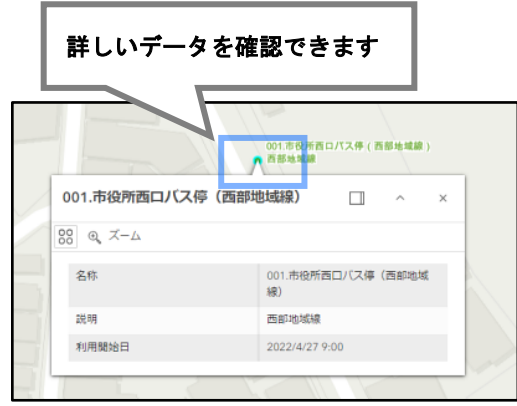 詳しいデータを確認できます
001.市役所西口バス停（西部地域線）
西部地域線
001.市役所西口バス停（西部地域線）
ズーム
名称
001.市役所西口バス停（西部地域
線）
説明
西部地域線
利用開始日
2022/4/27 9:00